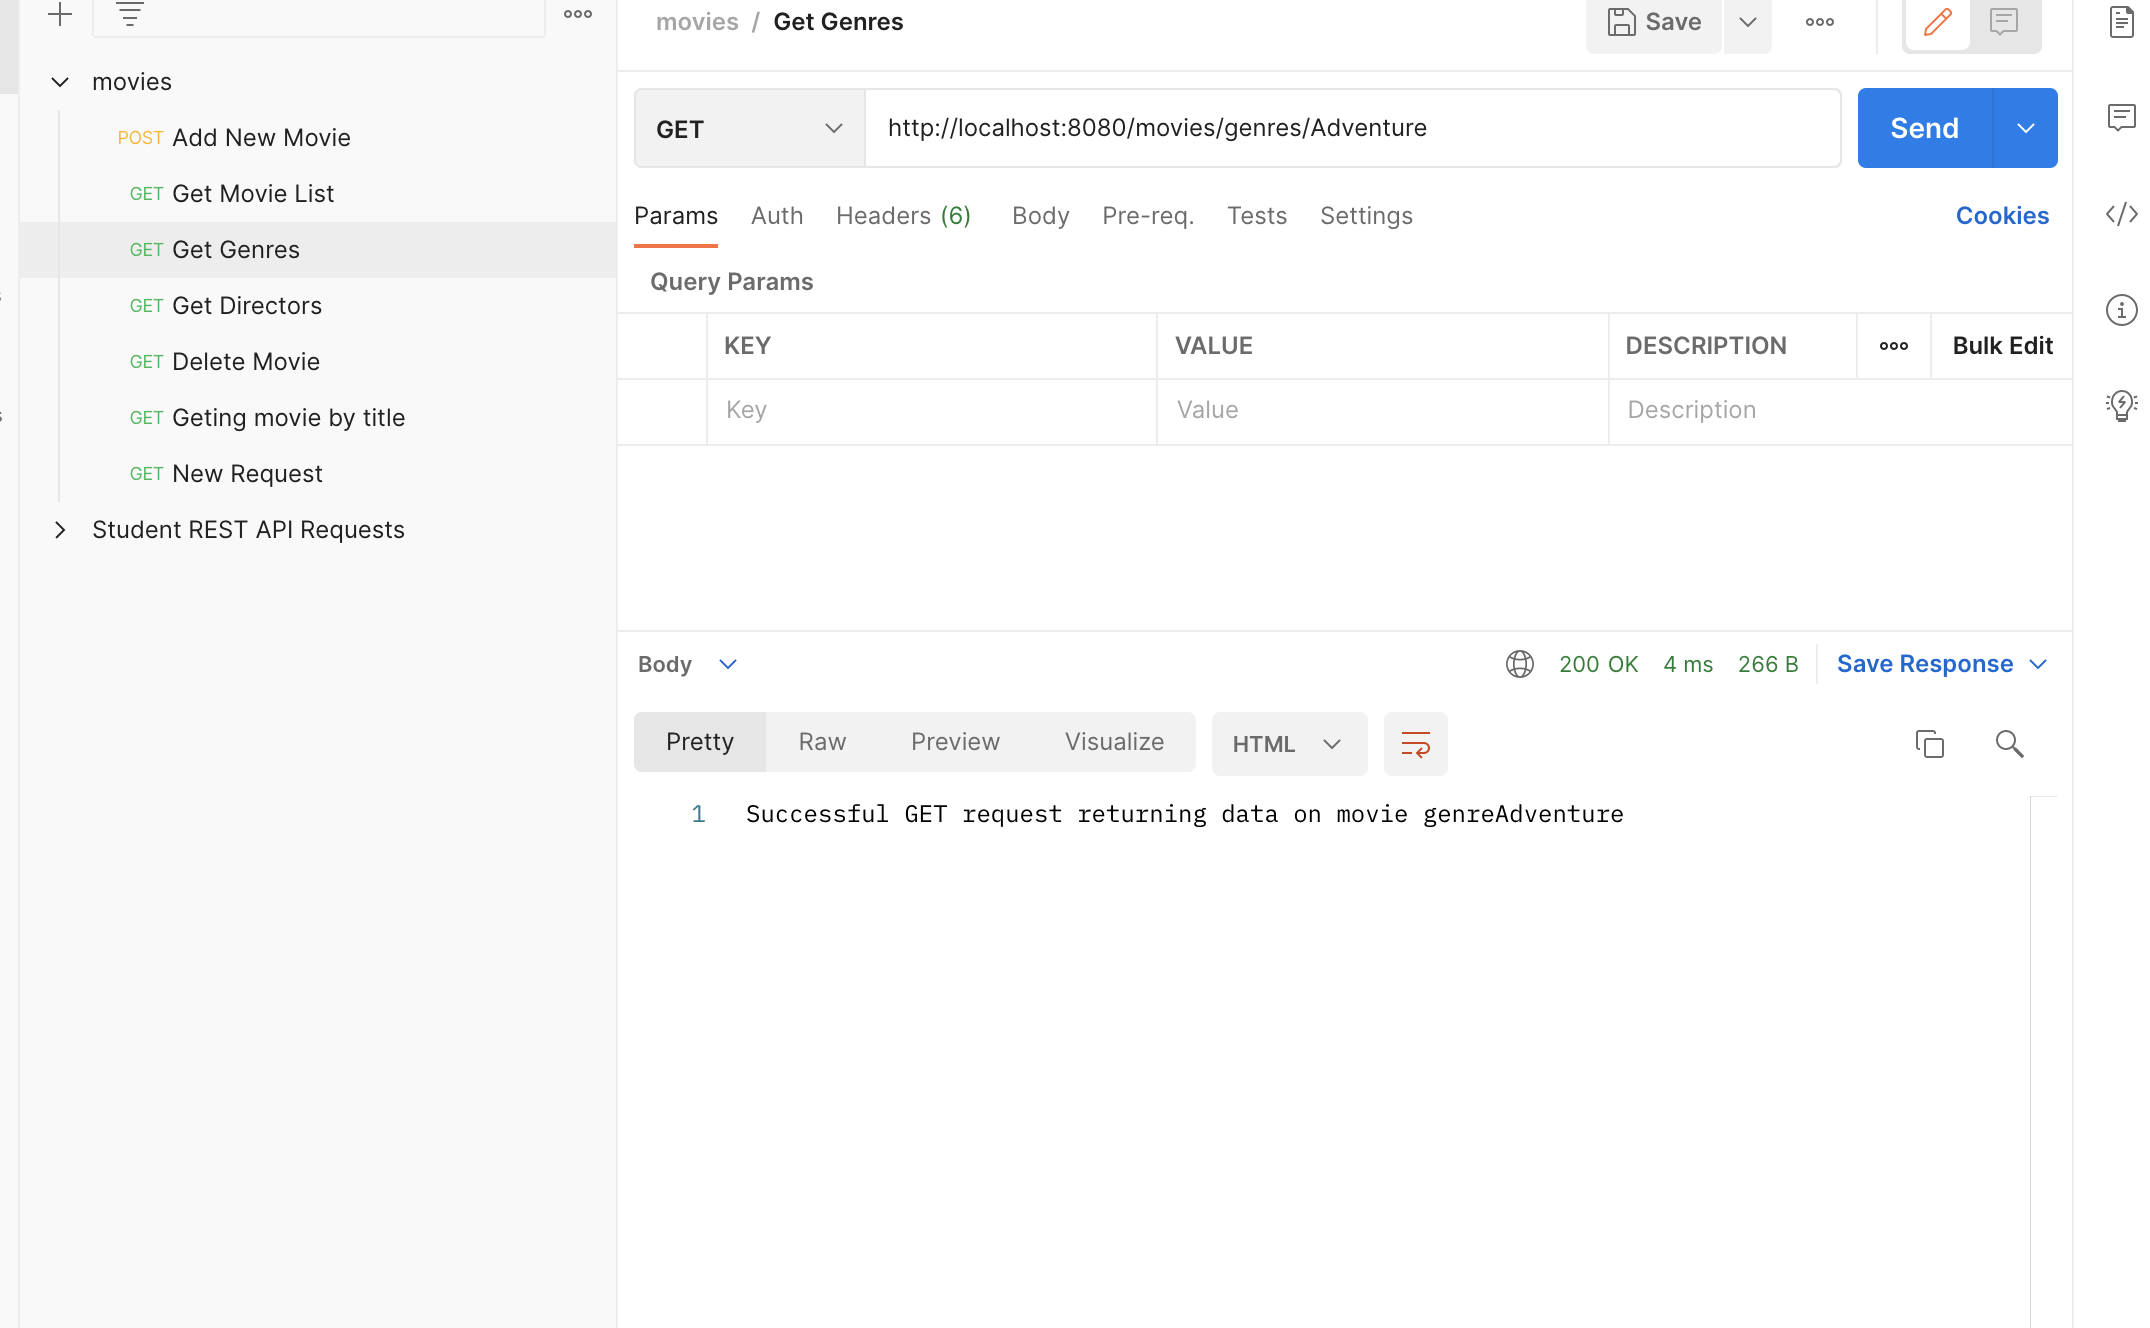 movies
POST Add New Movie
GET Get Movie List
GET Get Genres
GET Get Directors
GET Delete Movie
GET Geting movie by title
GET New Request
Student REST API Requests
movies / Get Genres
Save
GET
http://localhost:8080/movies/genres/Adventure
Send
Params Auth Headers (6) Body Pre-req. Tests Settings Cookies
Query Params
KEY VALUE DESCRIPTION Bulk Edit
Key Value Description
Body 200 OK 4 ms 266 B Save Response
Pretty Raw Preview Visualize HTML
1 Successful GET request returning data on movie genreAdventure